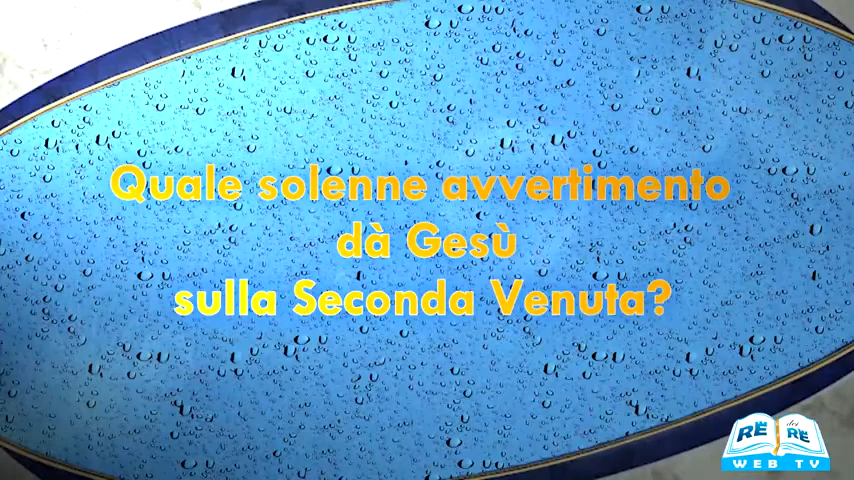 Quale solenne avvertimento
dà Gesù
sulla Seconda Venuta?
RE dei RE
WEB TV